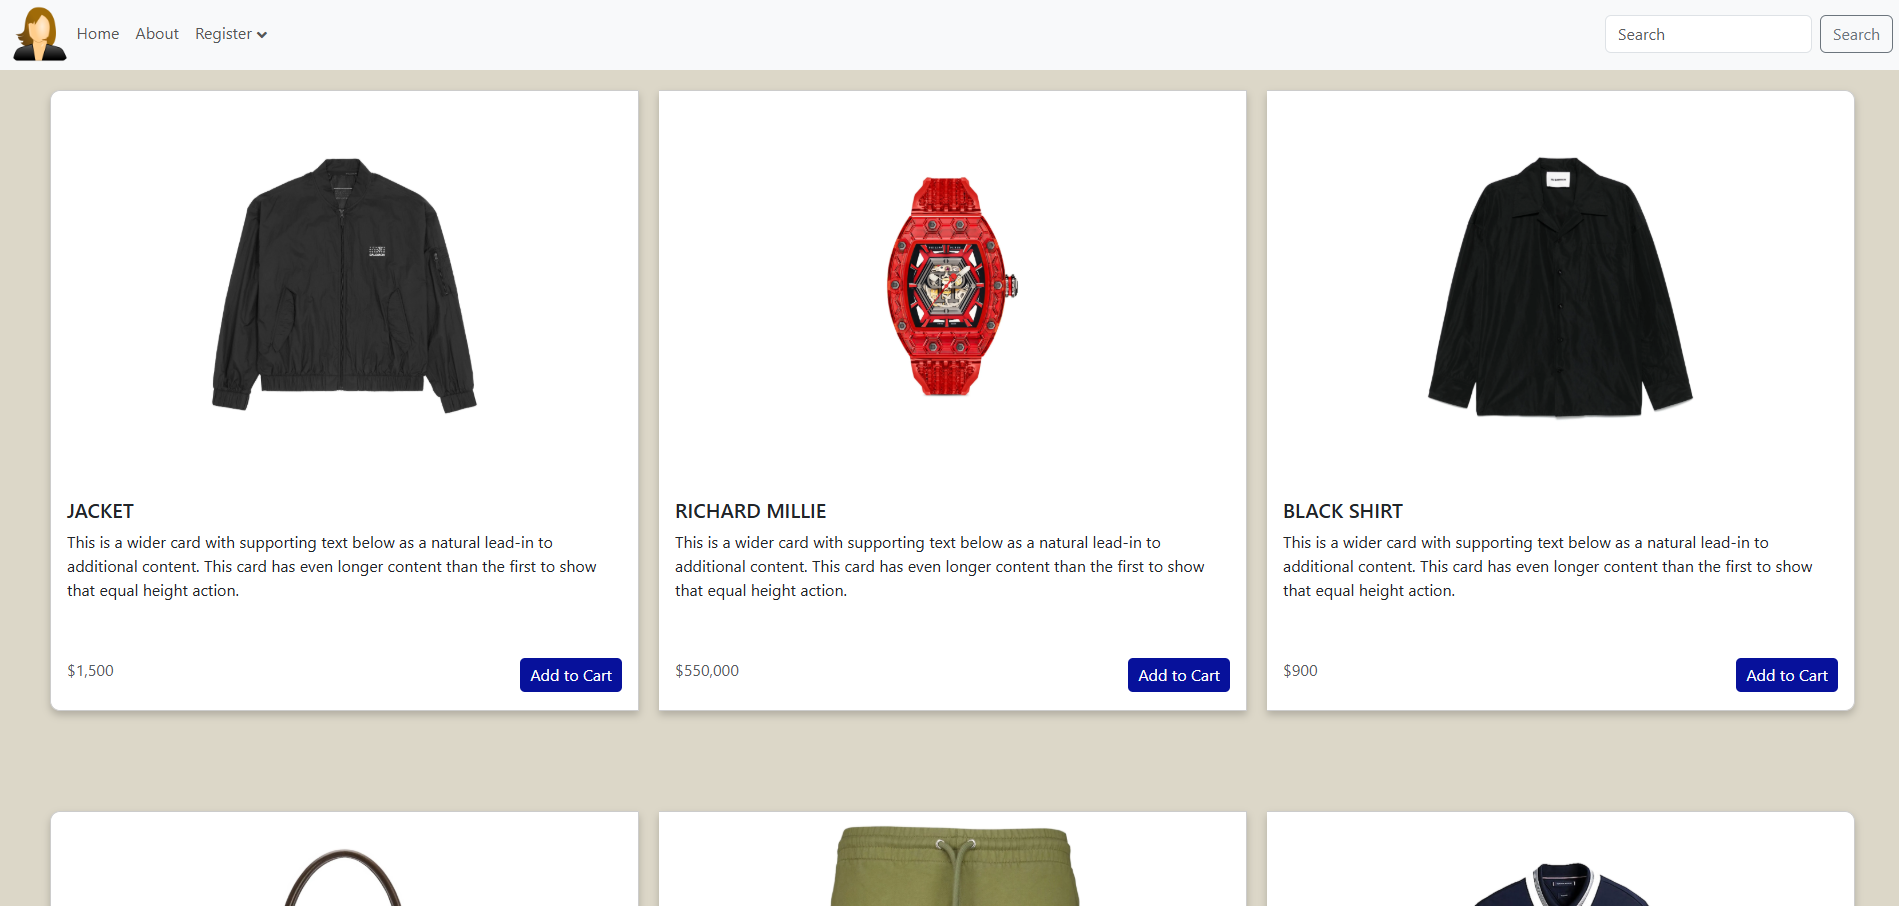 Home About Register
Search Search
JACKET
This is a wider card with supporting text below as a natural lead-in to
additional content. This card has even longer content than the first to show
that equal height action.
$1,500 Add to Cart
RICHARD MILLIE
This is a wider card with supporting text below as a natural lead-in to
additional content. This card has even longer content than the first to show
that equal height action.
$550,000 Add to Cart
BLACK SHIRT
This is a wider card with supporting text below as a natural lead-in to
additional content. This card has even longer content than the first to show
that equal height action.
$900 Add to Cart